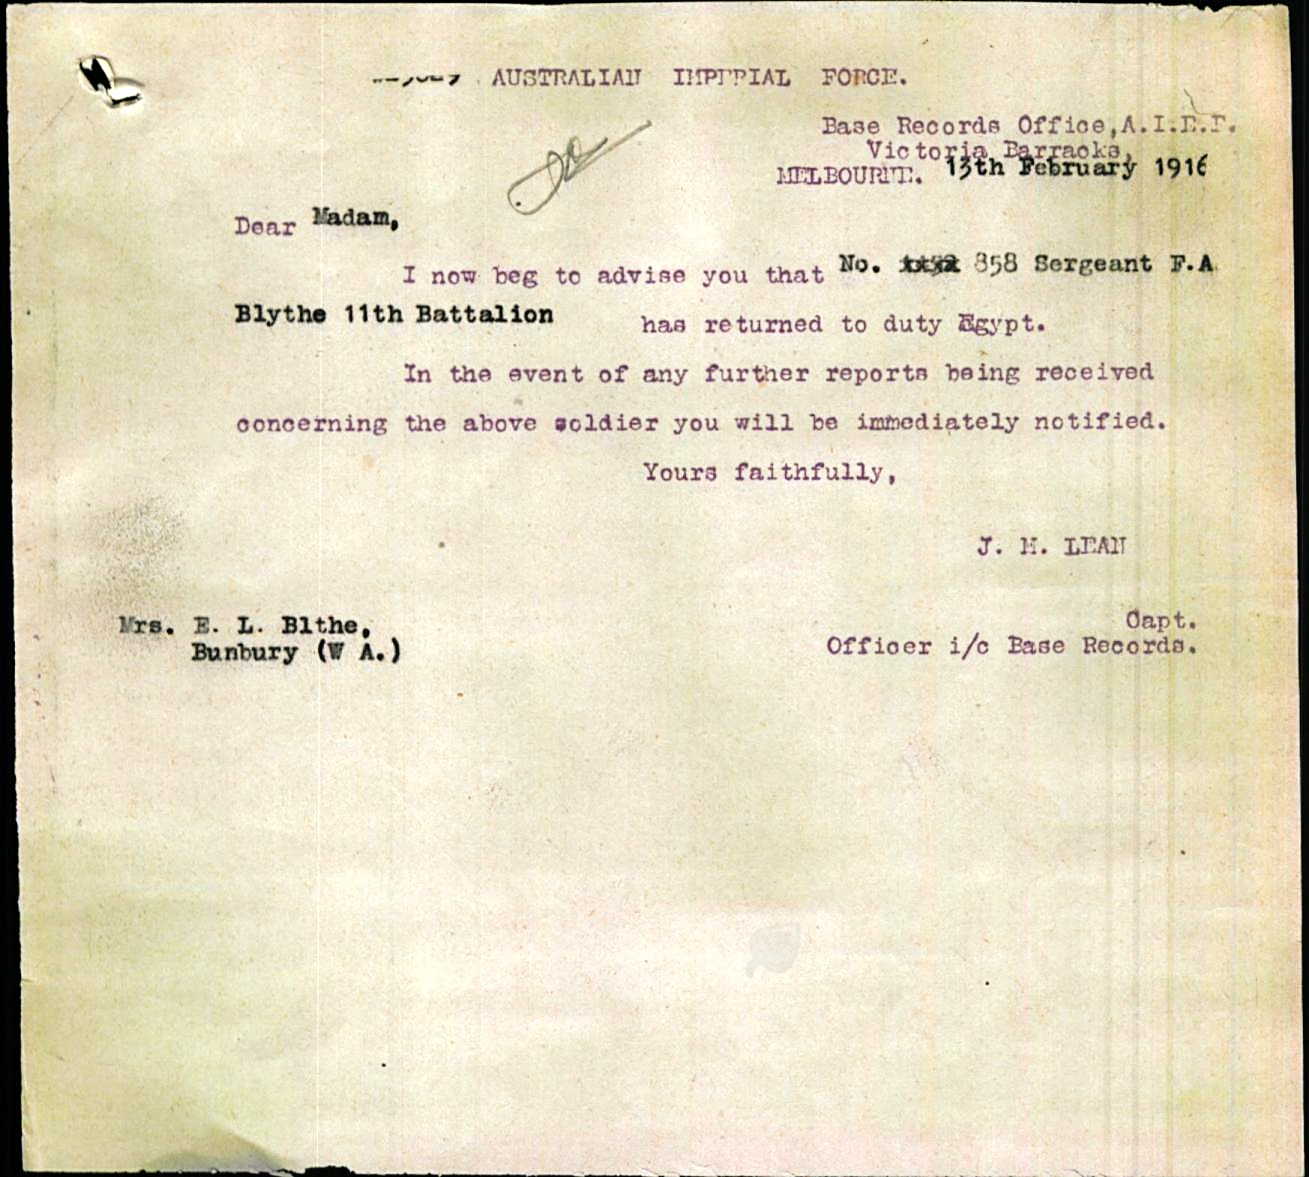 AUSTRALIAN IMPERIAL FORCE.
Base Records Office,A.I.E.F.
Victoria Barracks,
MELBOURNE. 13th February 1916
Dear Madam,
I now beg to advise you that No. 858 Sergeant F.A
Blythe 11th Battalion has returned to duty Egypt.
In the event of any further reports being received
concerning the above soldier you will be immediately notified.
Yours faithfully,
J. M. LEAN
Capt.
Officer i/c Base Records.
Mrs. E. L. Blthe,
Bunbury (W A.)